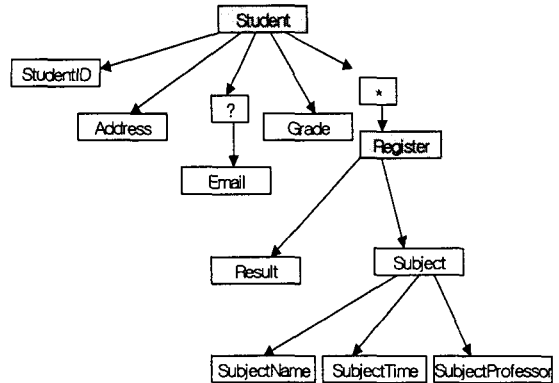 Student
StudentID
*
?
Address
Grade
Register
Email
Result
Subject
SubjectName
SubjectTime
SubjectProfessor